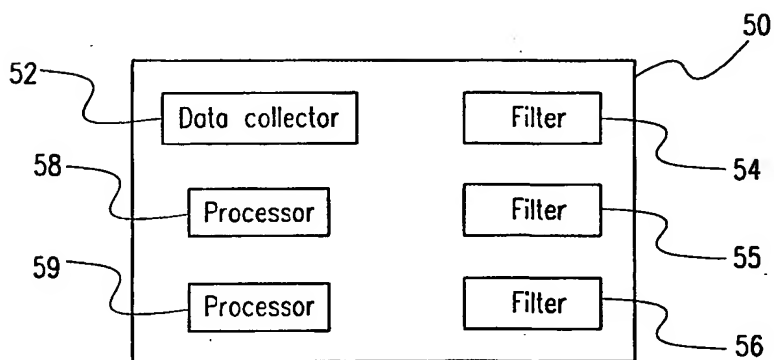 50
52
Data collector
Filter
54
58
Processor
Filter
55
59
Processor
Filter
56